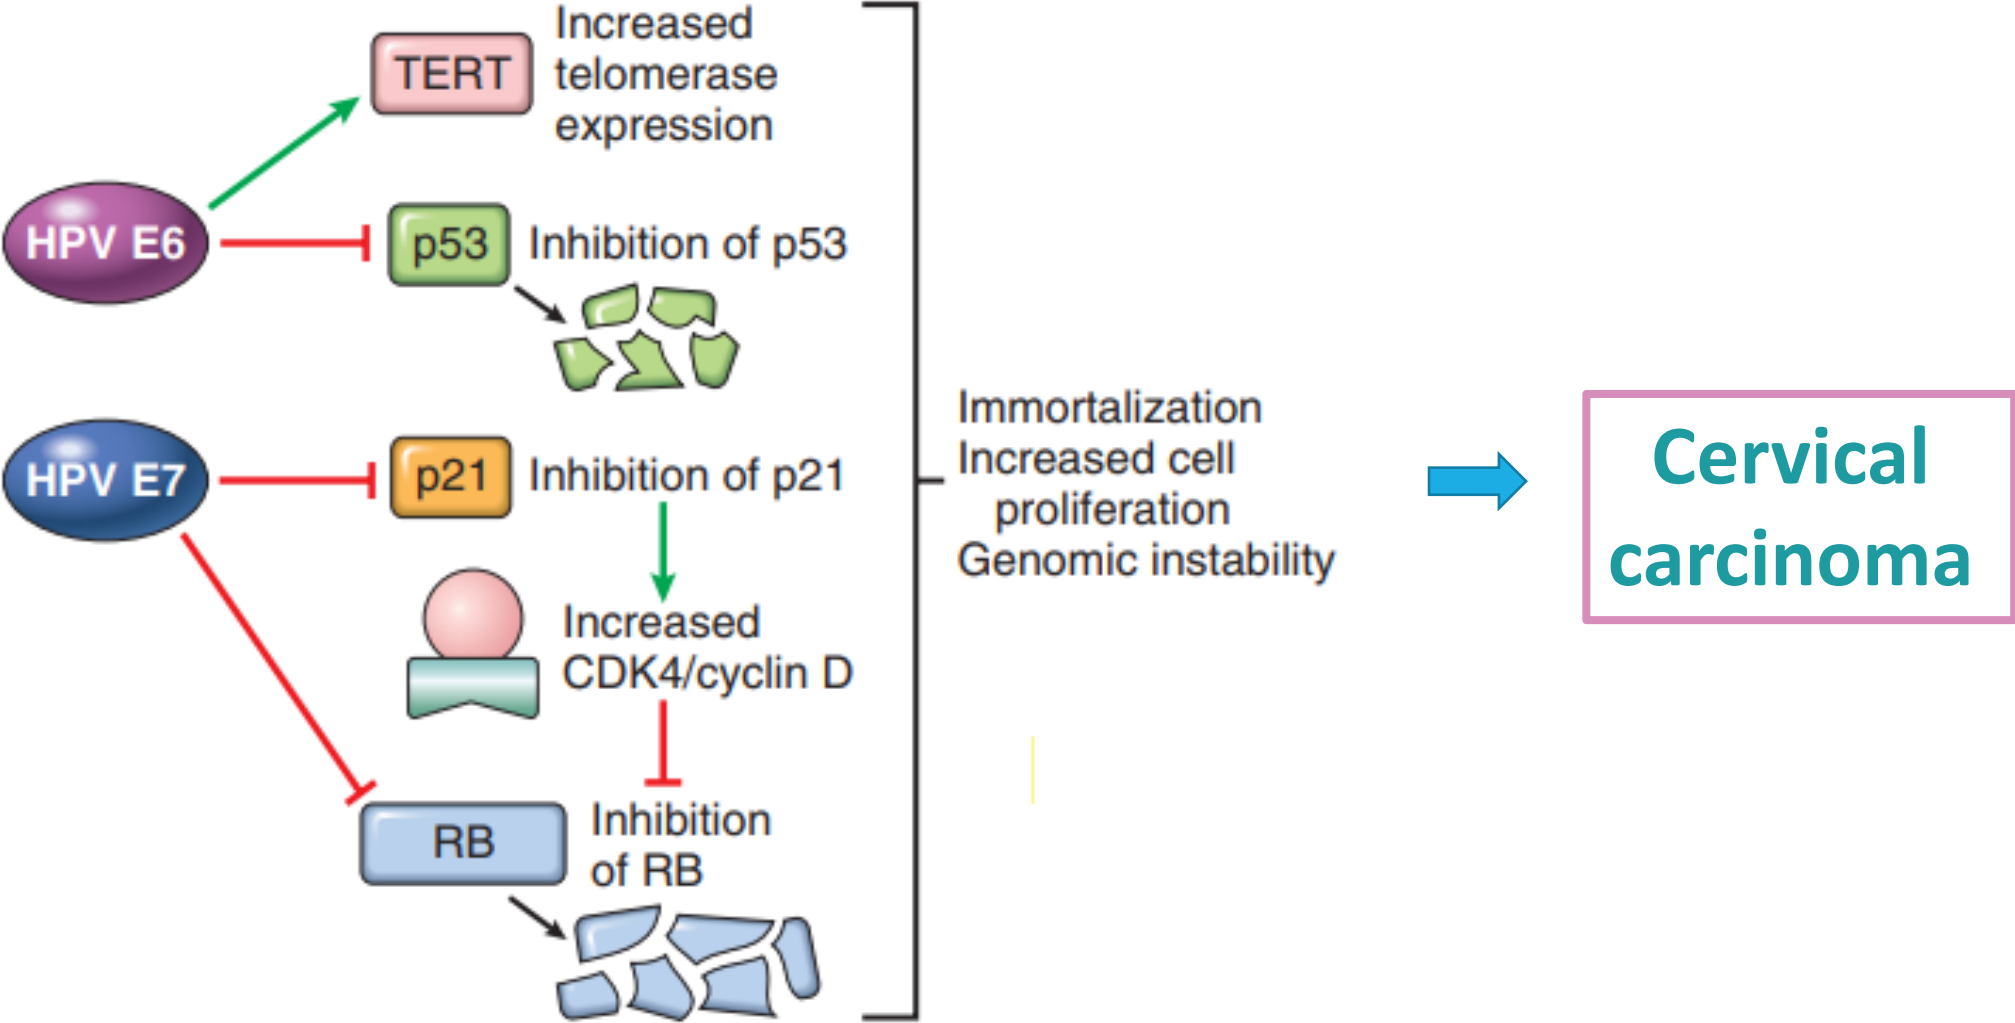 TERT
Increased
telomerase
expression
HPV E6
p53
Inhibition of p53
HPV E7
p21
Inhibition of p21
Increased
CDK4/cyclin D
RB
Inhibition
of RB
Immortalization
Increased cell
proliferation
Genomic instability
Cervical
carcinoma